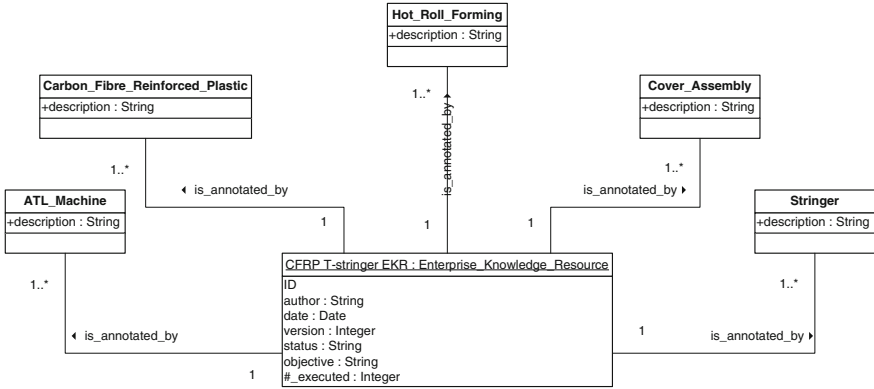 Hot_Roll_Forming
+description : String
1..*
is_annotated_by
1
Carbon_Fibre_Reinforced_Plastic
+description : String
1..*
is_annotated_by
1
Cover_Assembly
+description : String
1..*
is_annotated_by
1
ATL_Machine
+description : String
1..*
is_annotated_by
1
Stringer
+description : String
1..*
is_annotated_by
1
CFRP T-stringer EKR : Enterprise_Knowledge_Resource
ID
author : String
date : Date
version : Integer
status : String
objective : String
#_executed : Integer